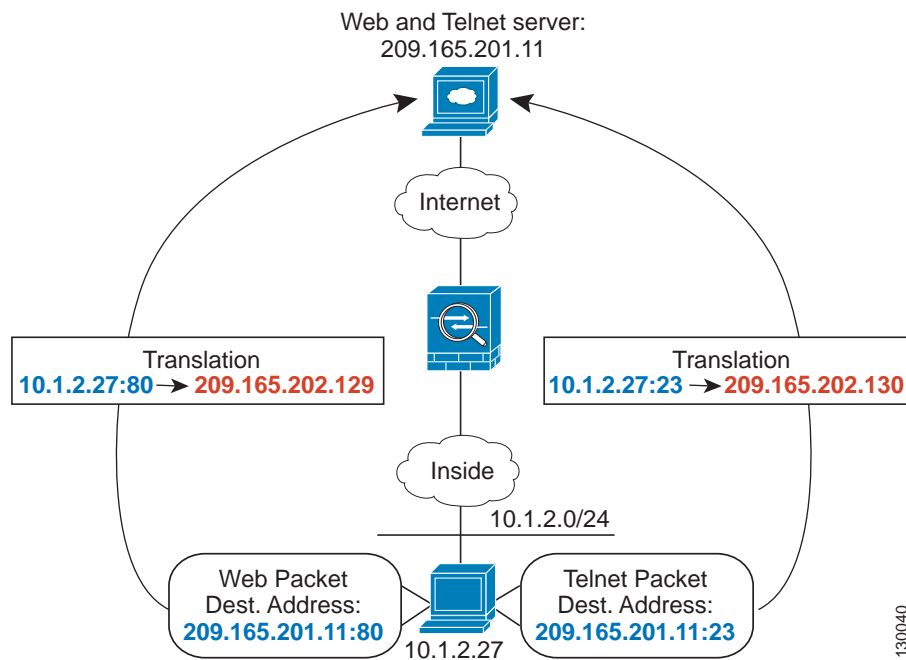 Web and Telnet server:
209.165.201.11
Internet
Translation
10.1.2.27:80 209.165.202.129
Translation
10.1.2.27:23 209.165.202.130
Inside
10.1.2.0/24
Web Packet
Dest. Address:
209.165.201.11:80
Telnet Packet
Dest. Address:
209.165.201.11:23
10.1.2.27
130040